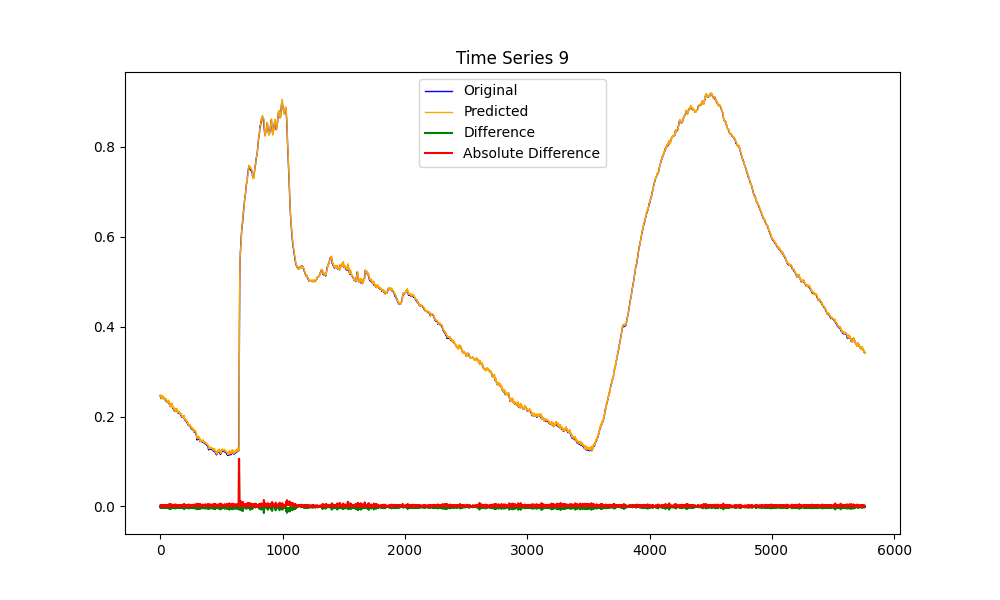 Time Series 9
Original
Predicted
Difference
Absolute Difference
0.8
0.6
0.4
0.2
0.0
0 1000 2000 3000 4000 5000 6000